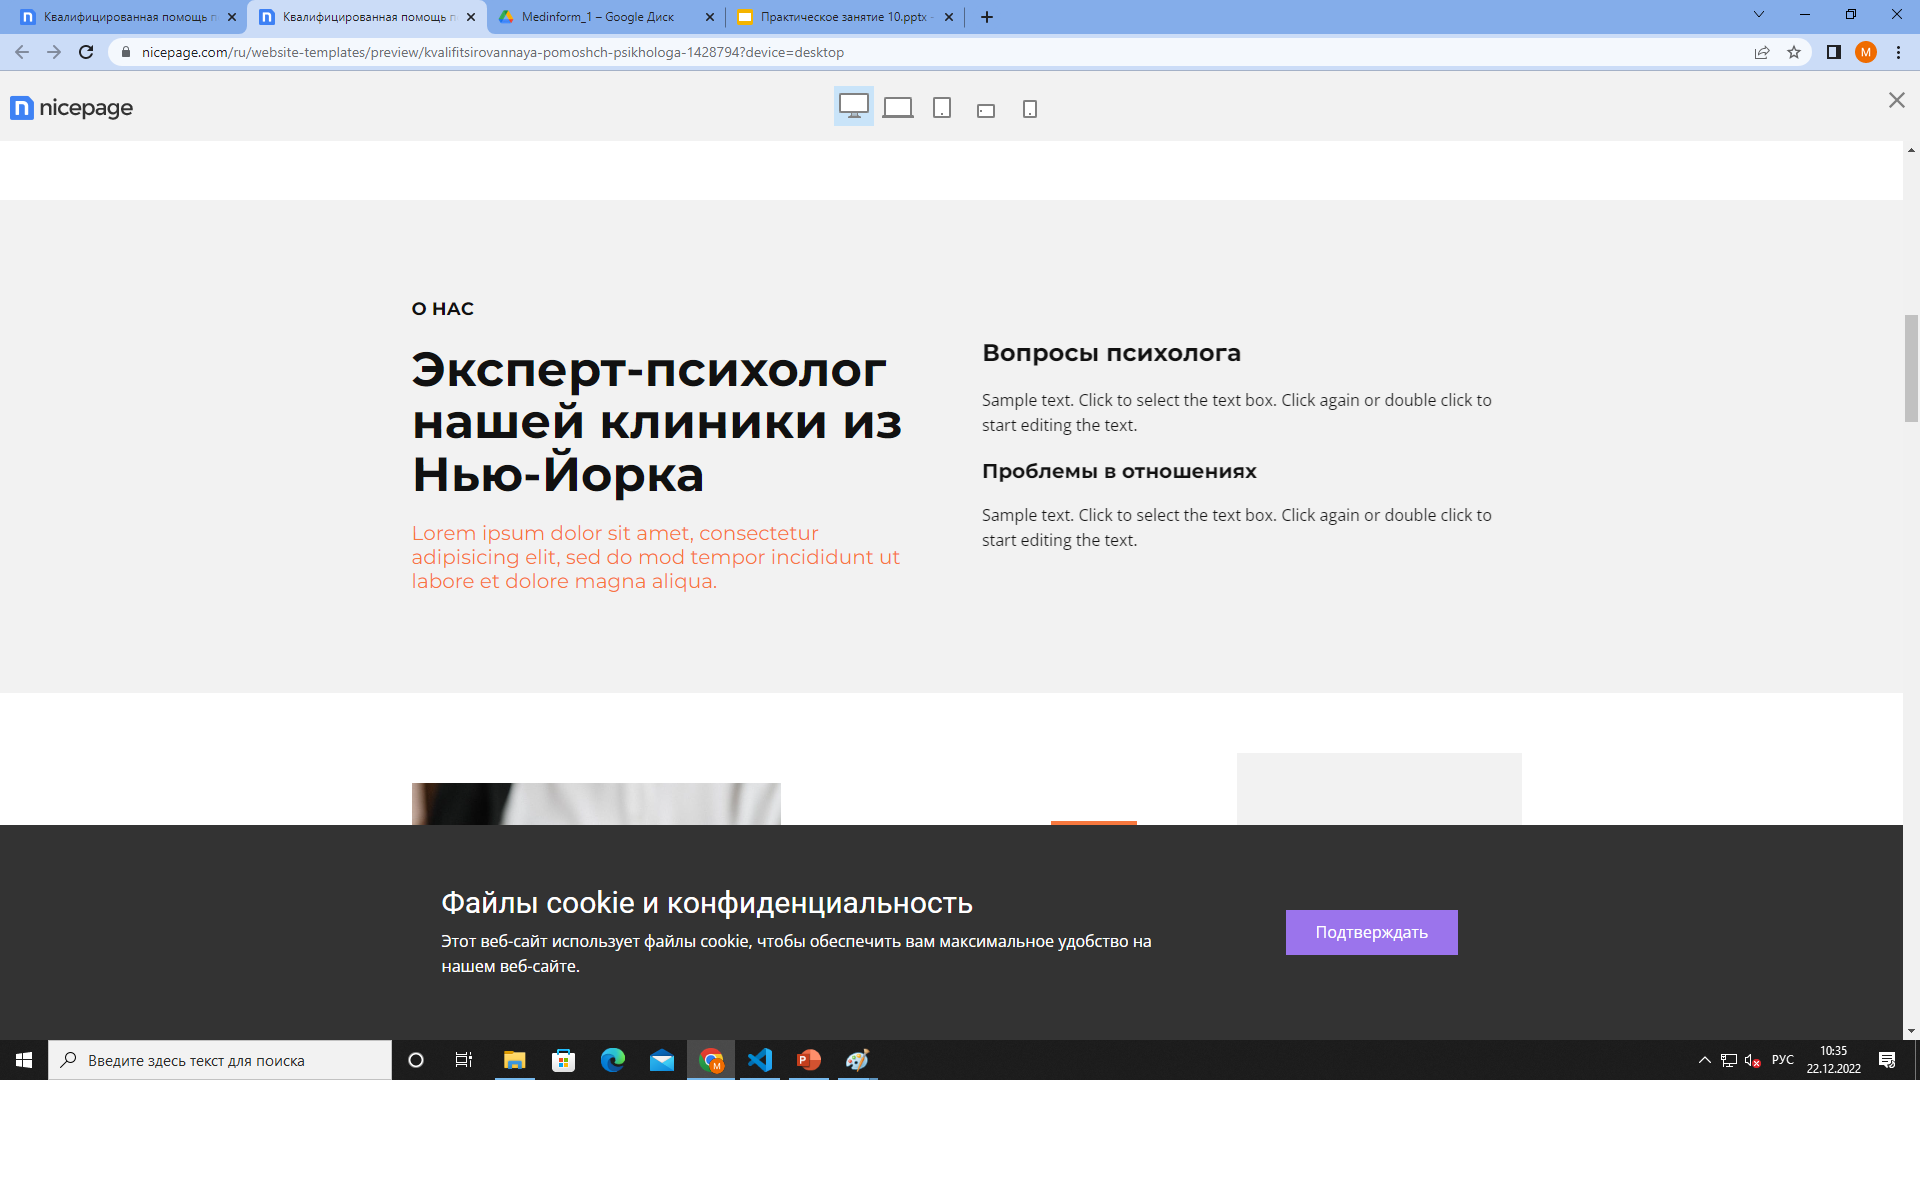 Квалифицированная помощь п
Квалифицированная помощь п
Medinform_1 – Google Диск
Практическое занятие 10.pptx -
nicepage.com/ru/website-templates/preview/kvalifitsirovannaya-pomoshch-psikhologa-1428794?device=desktop
M
nicepage
О НАС
Эксперт-психолог
нашей клиники из
Нью-Йорка
Lorem ipsum dolor sit amet, consectetur
adipisicing elit, sed do mod tempor incididunt ut
labore et dolore magna aliqua.
Вопросы психолога
Sample text. Click to select the text box. Click again or double click to
start editing the text.
Проблемы в отношениях
Sample text. Click to select the text box. Click again or double click to
start editing the text.
Файлы cookie и конфиденциальность
Этот веб-сайт использует файлы cookie, чтобы обеспечить вам максимальное удобство на
нашем веб-сайте.
Подтверждать
Введите здесь текст для поиска
РУС
10:35
22.12.2022